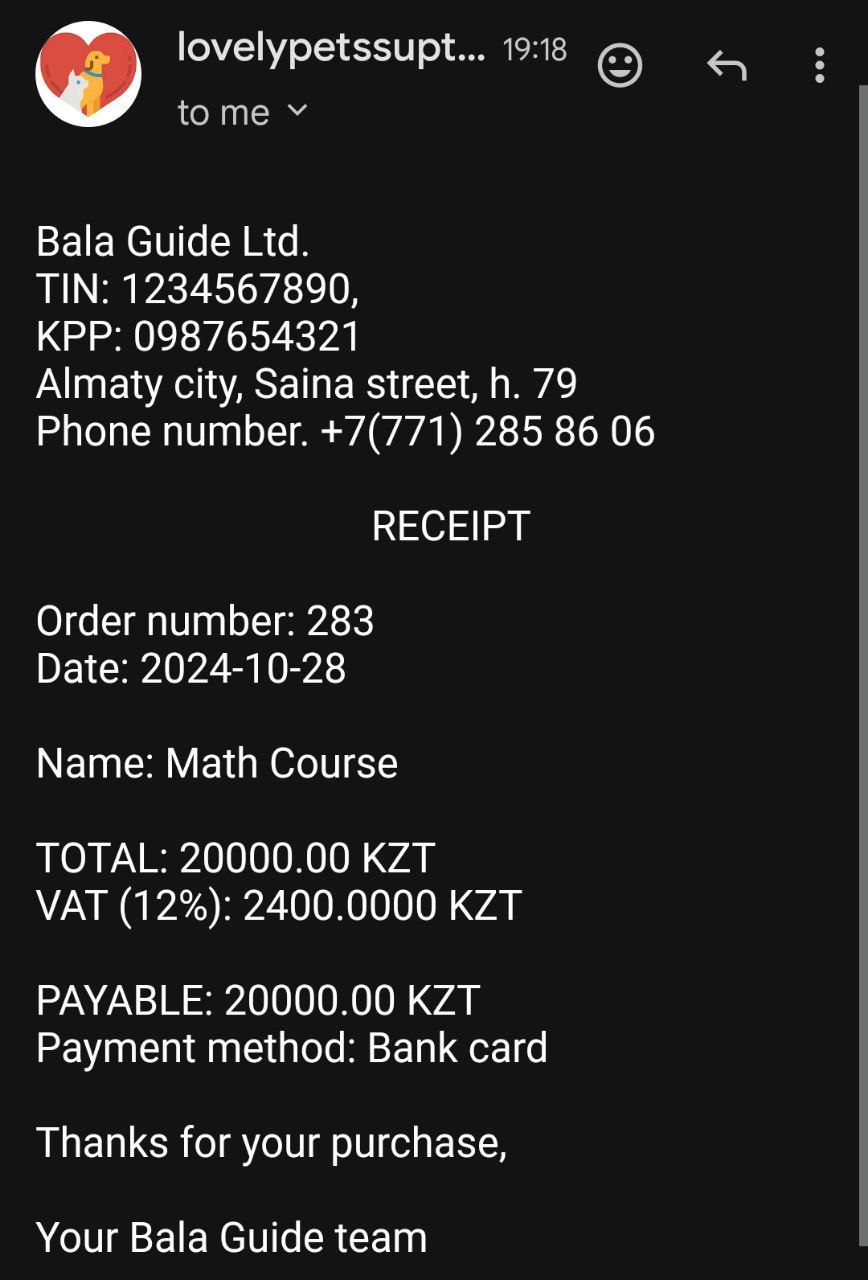 lovelypetssupt... 19:18
to me
Bala Guide Ltd.
TIN: 1234567890,
KPP: 0987654321
Almaty city, Saina street, h. 79
Phone number. +7(771) 285 86 06
RECEIPT
Order number: 283
Date: 2024-10-28
Name: Math Course
TOTAL: 20000.00 KZT
VAT (12%): 2400.0000 KZT
PAYABLE: 20000.00 KZT
Payment method: Bank card
Thanks for your purchase,
Your Bala Guide team